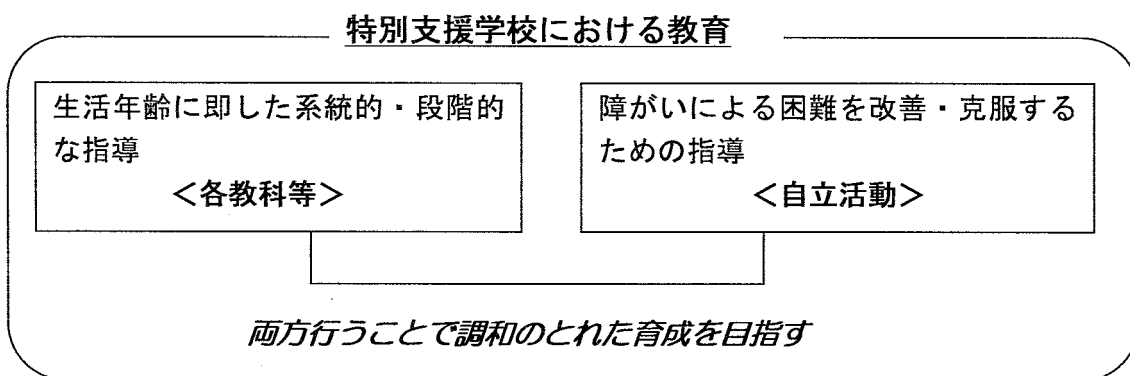 特別支援学校における教育
生活年齢に即した系統的・段階的
な指導
＜各教科等＞
障がいによる困難を改善・克服する
ための指導
＜自立活動＞
両方行うことで調和のとれた育成を目指す